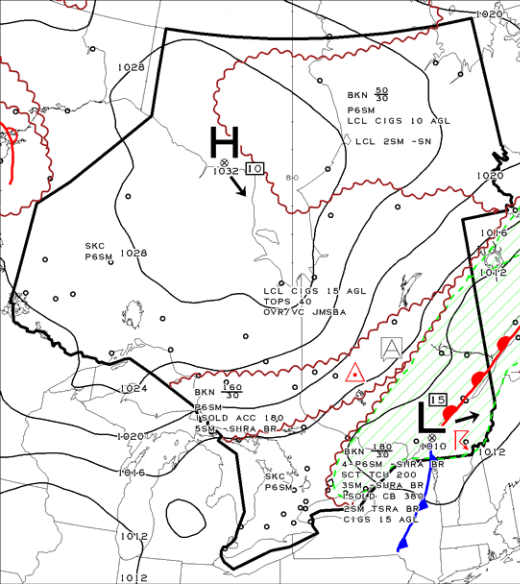 1020
1028
BKN 50/30
P6SM
LCL CIGS 10 AGL
LCL 2SM -SN
H
10
1032
80
1020
1016
SKC
P6SM
1028
1012
LCL CIGS 15 AGL
TOPS 40
OVR/VC JMSBA
A
1024
BKN 160/30
P6SM
ISOLD ACC 180
5SM -SHRA BR
15
L
1020
R
1010
1012
BKN 180/30
4-P6SM -SHRA BR
SCT TCU 200
3SM -SHRA BR
ISOLD CB 380
2SM TSRA BR
CIGS 15 AGL
1016
SKC
P6SM
1012
1012